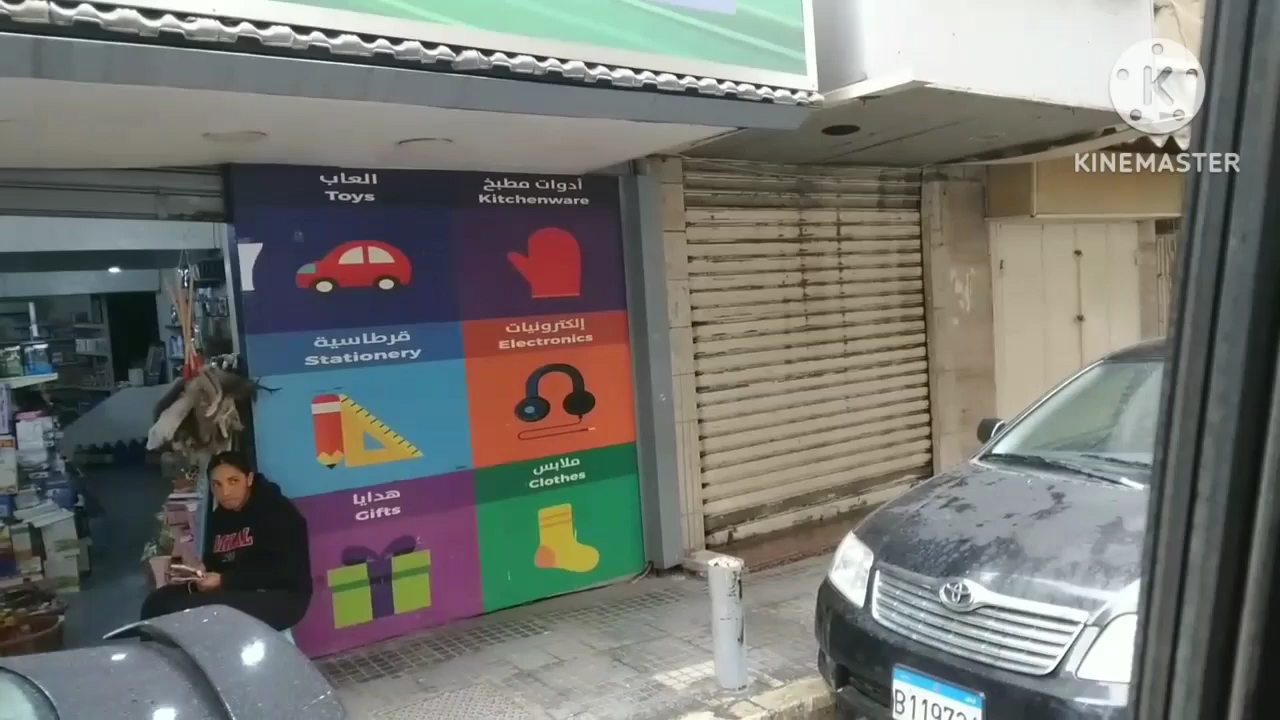 KINEMASTER
العاب
Toys
أدوات مطبخ
Kitchenware
قرطاسية
Stationery
إلكترونيات
Electronics
هدايا
Gifts
ملابس
Clothes